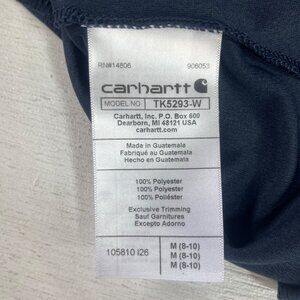 RN#14806 906053
carhartt
MODEL NO TK5293-W
Carhartt, Inc. P.O. Box 600
Dearborn, MI 48121 USA
carhartt.com
Made in Guatemala
Fabriqué au Guatemala
Hecho en Guatemala
100% Polyester
100% Polyester
100% Poliéster
Exclusive Trimming
Sauf Garnitures
Excepto Adorno
105810 I26
M (8-10)
M (8-10)
M (8-10)